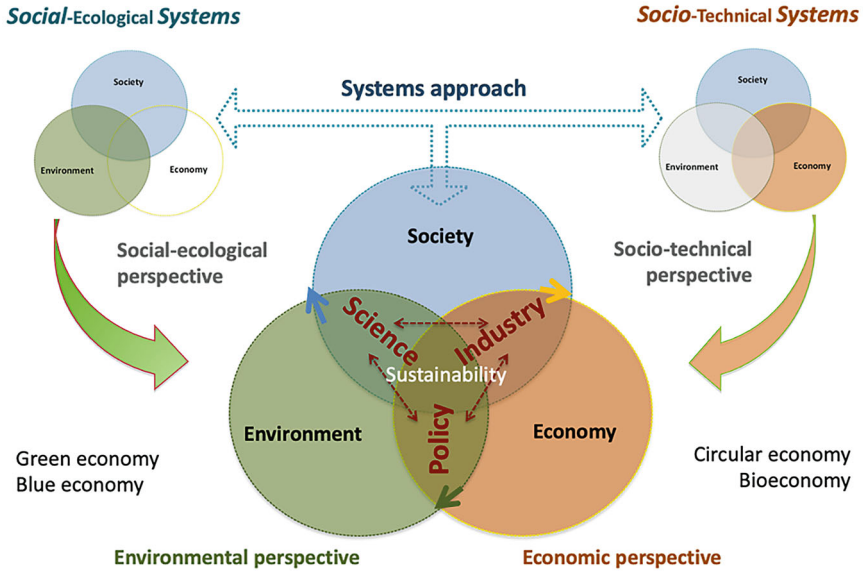 Social-Ecological Systems
Socio-Technical Systems
Systems approach
Society
Environment
Economy
Society
Environment
Economy
Social-ecological
perspective
Socio-technical
perspective
Society
Science
Industry
Sustainability
Policy
Environment
Economy
Green economy
Blue economy
Circular economy
Bioeconomy
Environmental perspective
Economic perspective